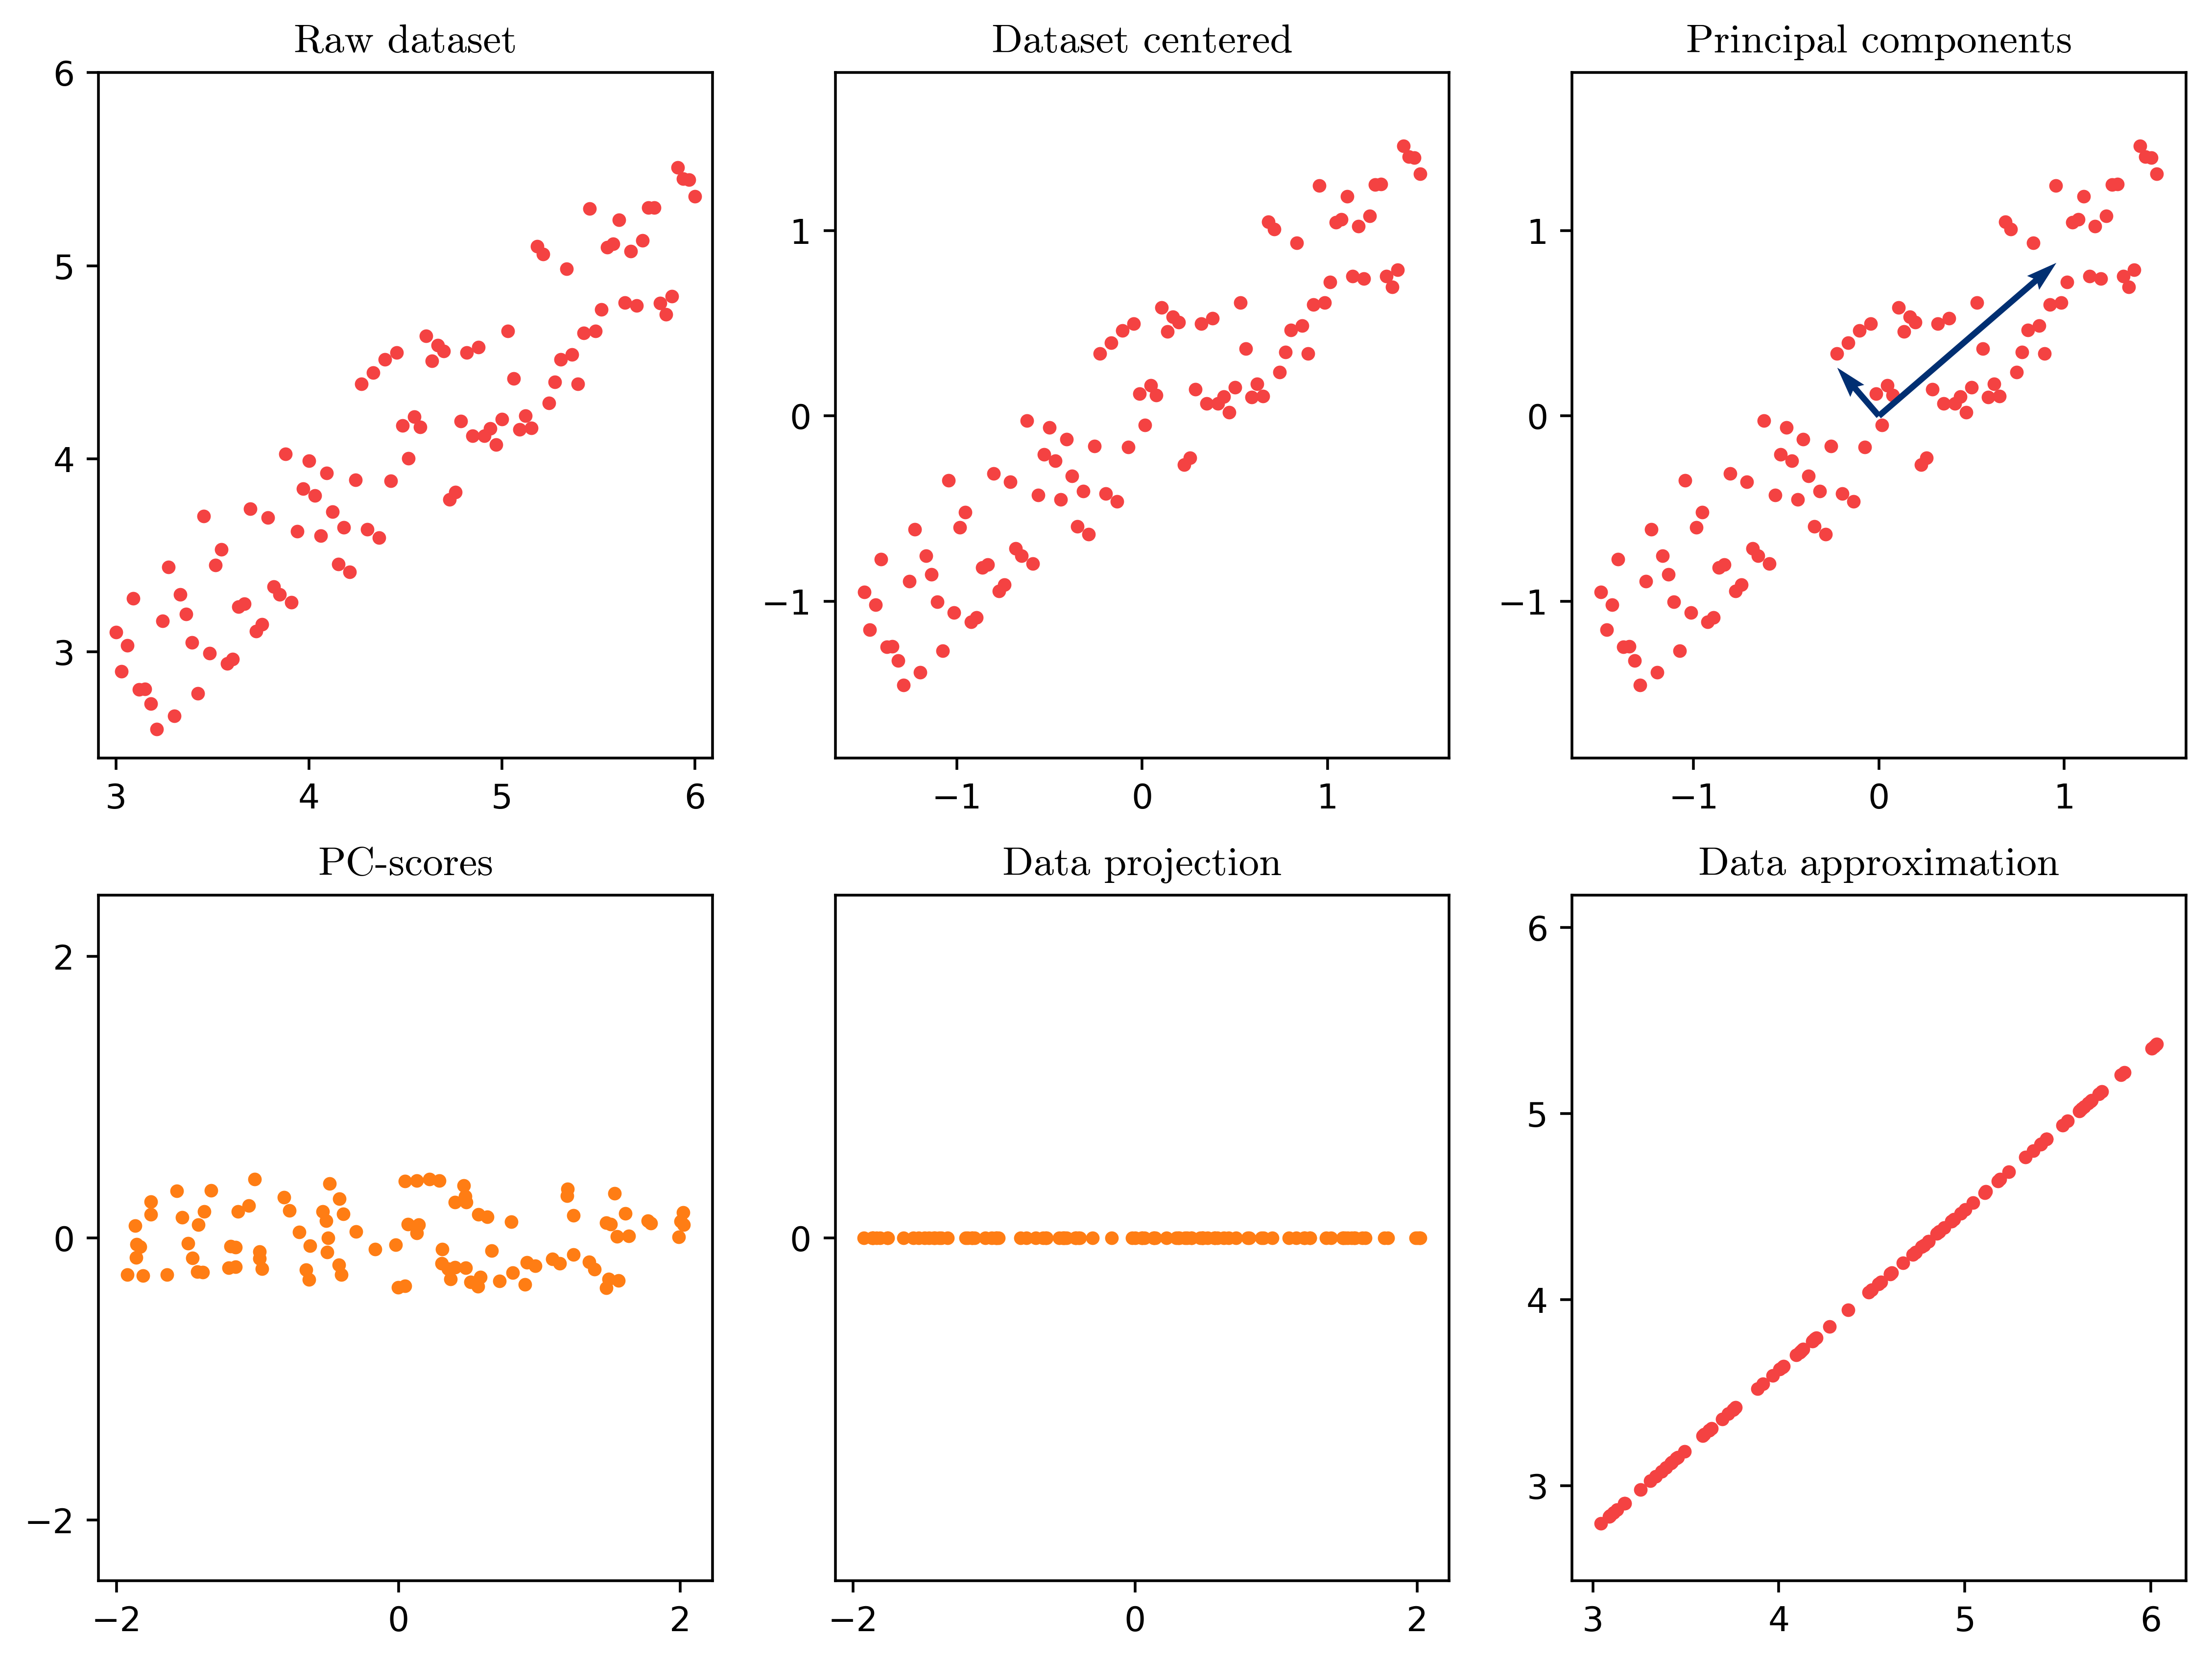 Raw dataset
6
5
4
3
3 4 5 6
Dataset centered
1
0
−1
−1 0 1
Principal components
1
0
−1
−1 0 1
PC-scores
2
0
−2
−2 0 2
Data projection
0
−2 0 2
Data approximation
6
5
4
3
3 4 5 6